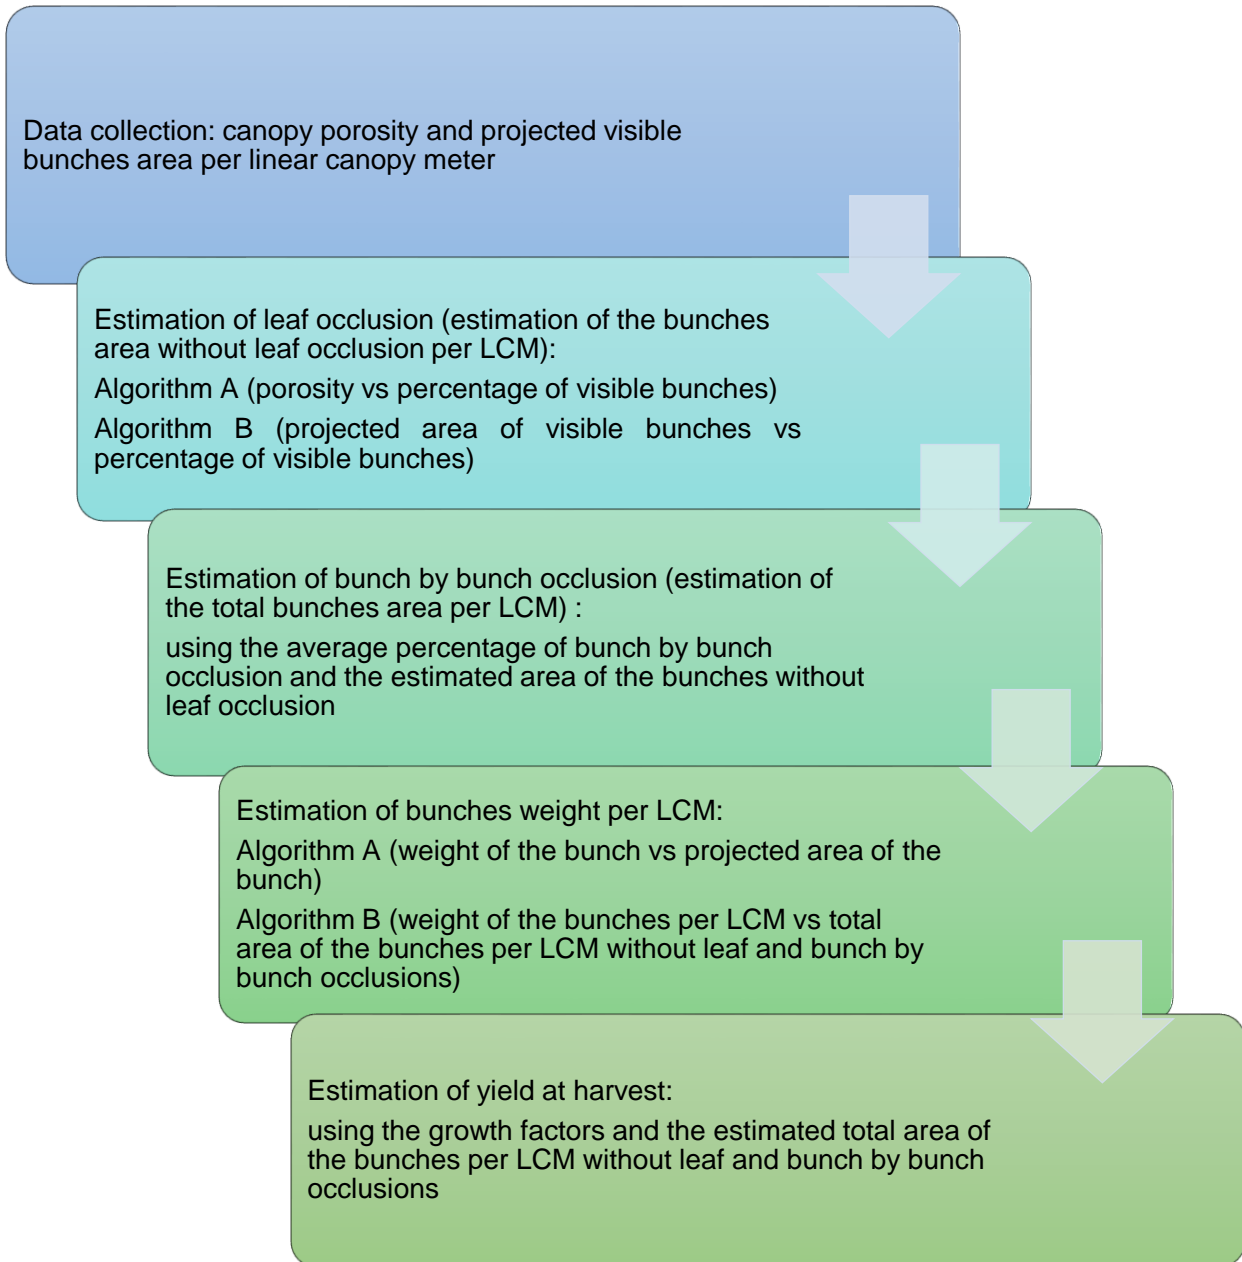 Data collection: canopy porosity and projected visible
bunches area per linear canopy meter
Estimation of leaf occlusion (estimation of the bunches
area without leaf occlusion per LCM):
Algorithm A (porosity vs percentage of visible bunches)
Algorithm B (projected area of visible bunches vs
percentage of visible bunches)
Estimation of bunch by bunch occlusion (estimation of
the total bunches area per LCM) :
using the average percentage of bunch by bunch
occlusion and the estimated area of the bunches without
leaf occlusion
Estimation of bunches weight per LCM:
Algorithm A (weight of the bunch vs projected area of the
bunch)
Algorithm B (weight of the bunches per LCM vs total
area of the bunches per LCM without leaf and bunch by
bunch occlusions)
Estimation of yield at harvest:
using the growth factors and the estimated total area of
the bunches per LCM without leaf and bunch by bunch
occlusions